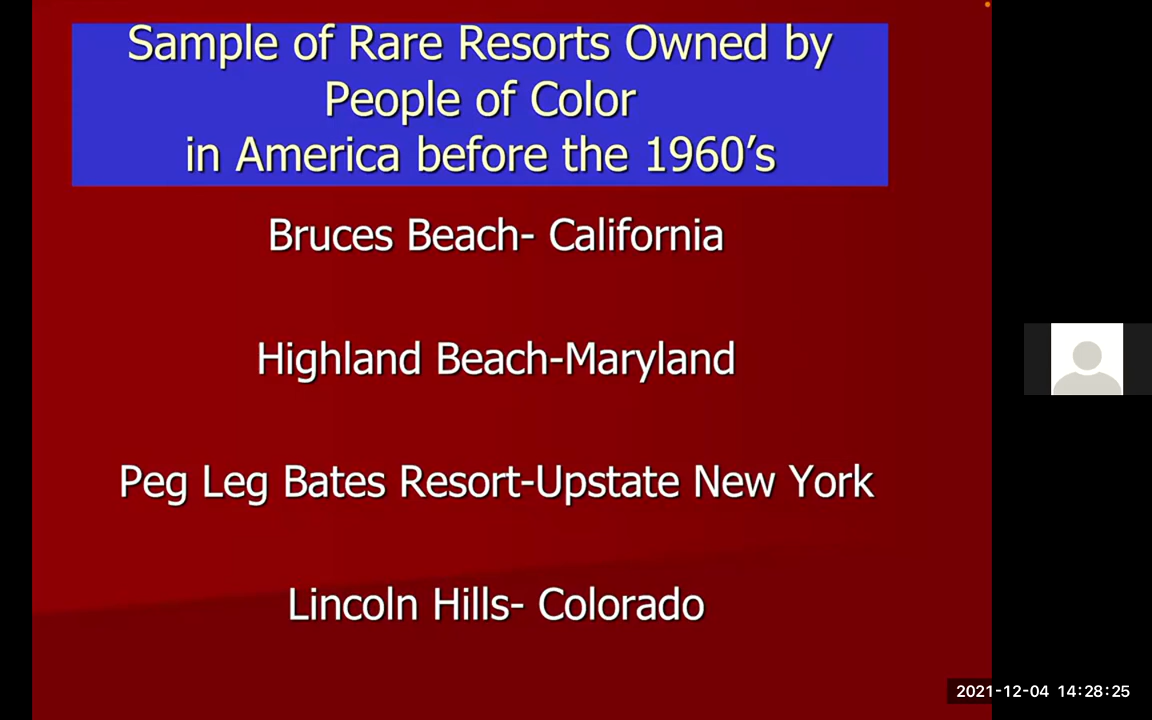 Sample of Rare Resorts Owned by
People of Color
in America before the 1960’s
Bruces Beach- California
Highland Beach-Maryland
Peg Leg Bates Resort-Upstate New York
Lincoln Hills- Colorado
2021-12-04 14:28:25